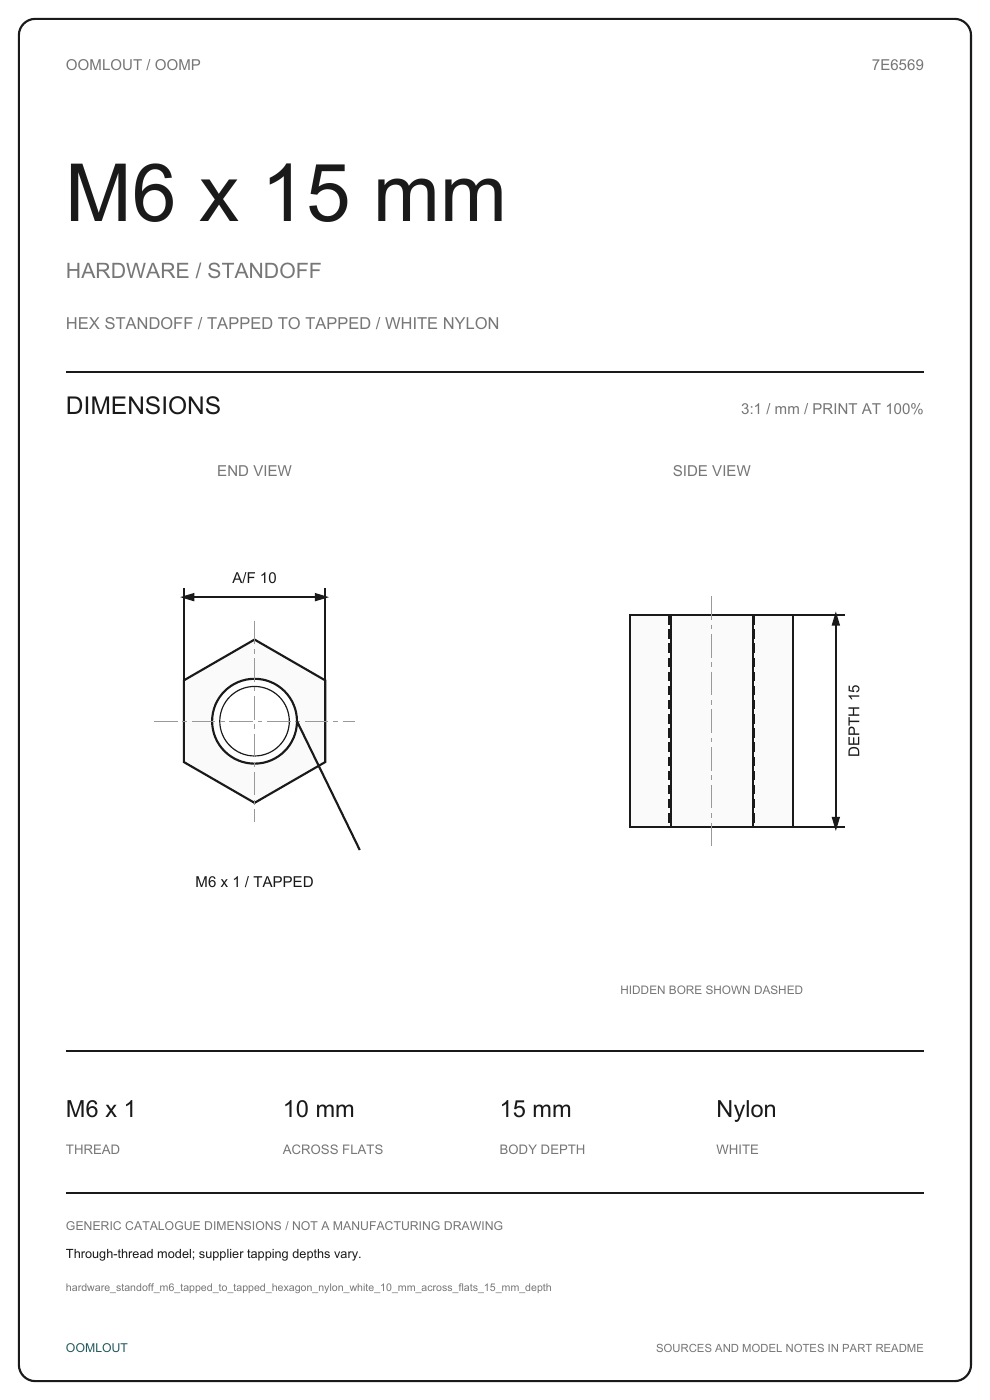 OOMLOUT / OOMP 7E6569
M6 x 15 mm
HARDWARE / STANDOFF
HEX STANDOFF / TAPPED TO TAPPED / WHITE NYLON
DIMENSIONS 3:1 / mm / PRINT AT 100%
END VIEW SIDE VIEW
A/F 10
DEPTH 15
M6 x 1 / TAPPED
HIDDEN BORE SHOWN DASHED
M6 x 1 10 mm 15 mm Nylon
THREAD ACROSS FLATS BODY DEPTH WHITE
GENERIC CATALOGUE DIMENSIONS / NOT A MANUFACTURING DRAWING
Through-thread model; supplier tapping depths vary.
hardware_standoff_m6_tapped_to_tapped_hexagon_nylon_white_10_mm_across_flats_15_mm_depth
OOMLOUT SOURCES AND MODEL NOTES IN PART README